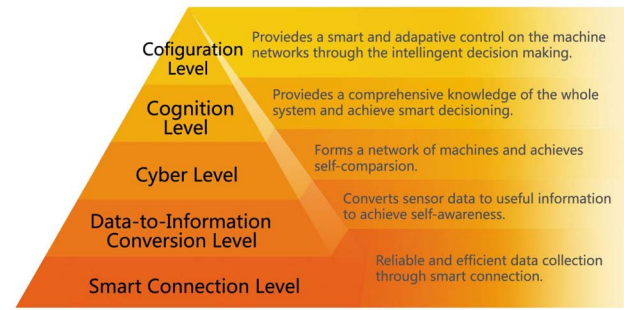 Cofiguration
Level
Proviedes a smart and adapative control on the machine
networks through the intellingent decision making.
Cognition
Level
Proviedes a comprehensive knowledge of the whole
system and achieve smart decisioning.
Cyber Level
Forms a network of machines and achieves
self-comparsion.
Data-to-Information
Conversion Level
Converts sensor data to useful information
to achieve self-awareness.
Smart Connection Level
Reliable and efficient data collection
through smart connection.